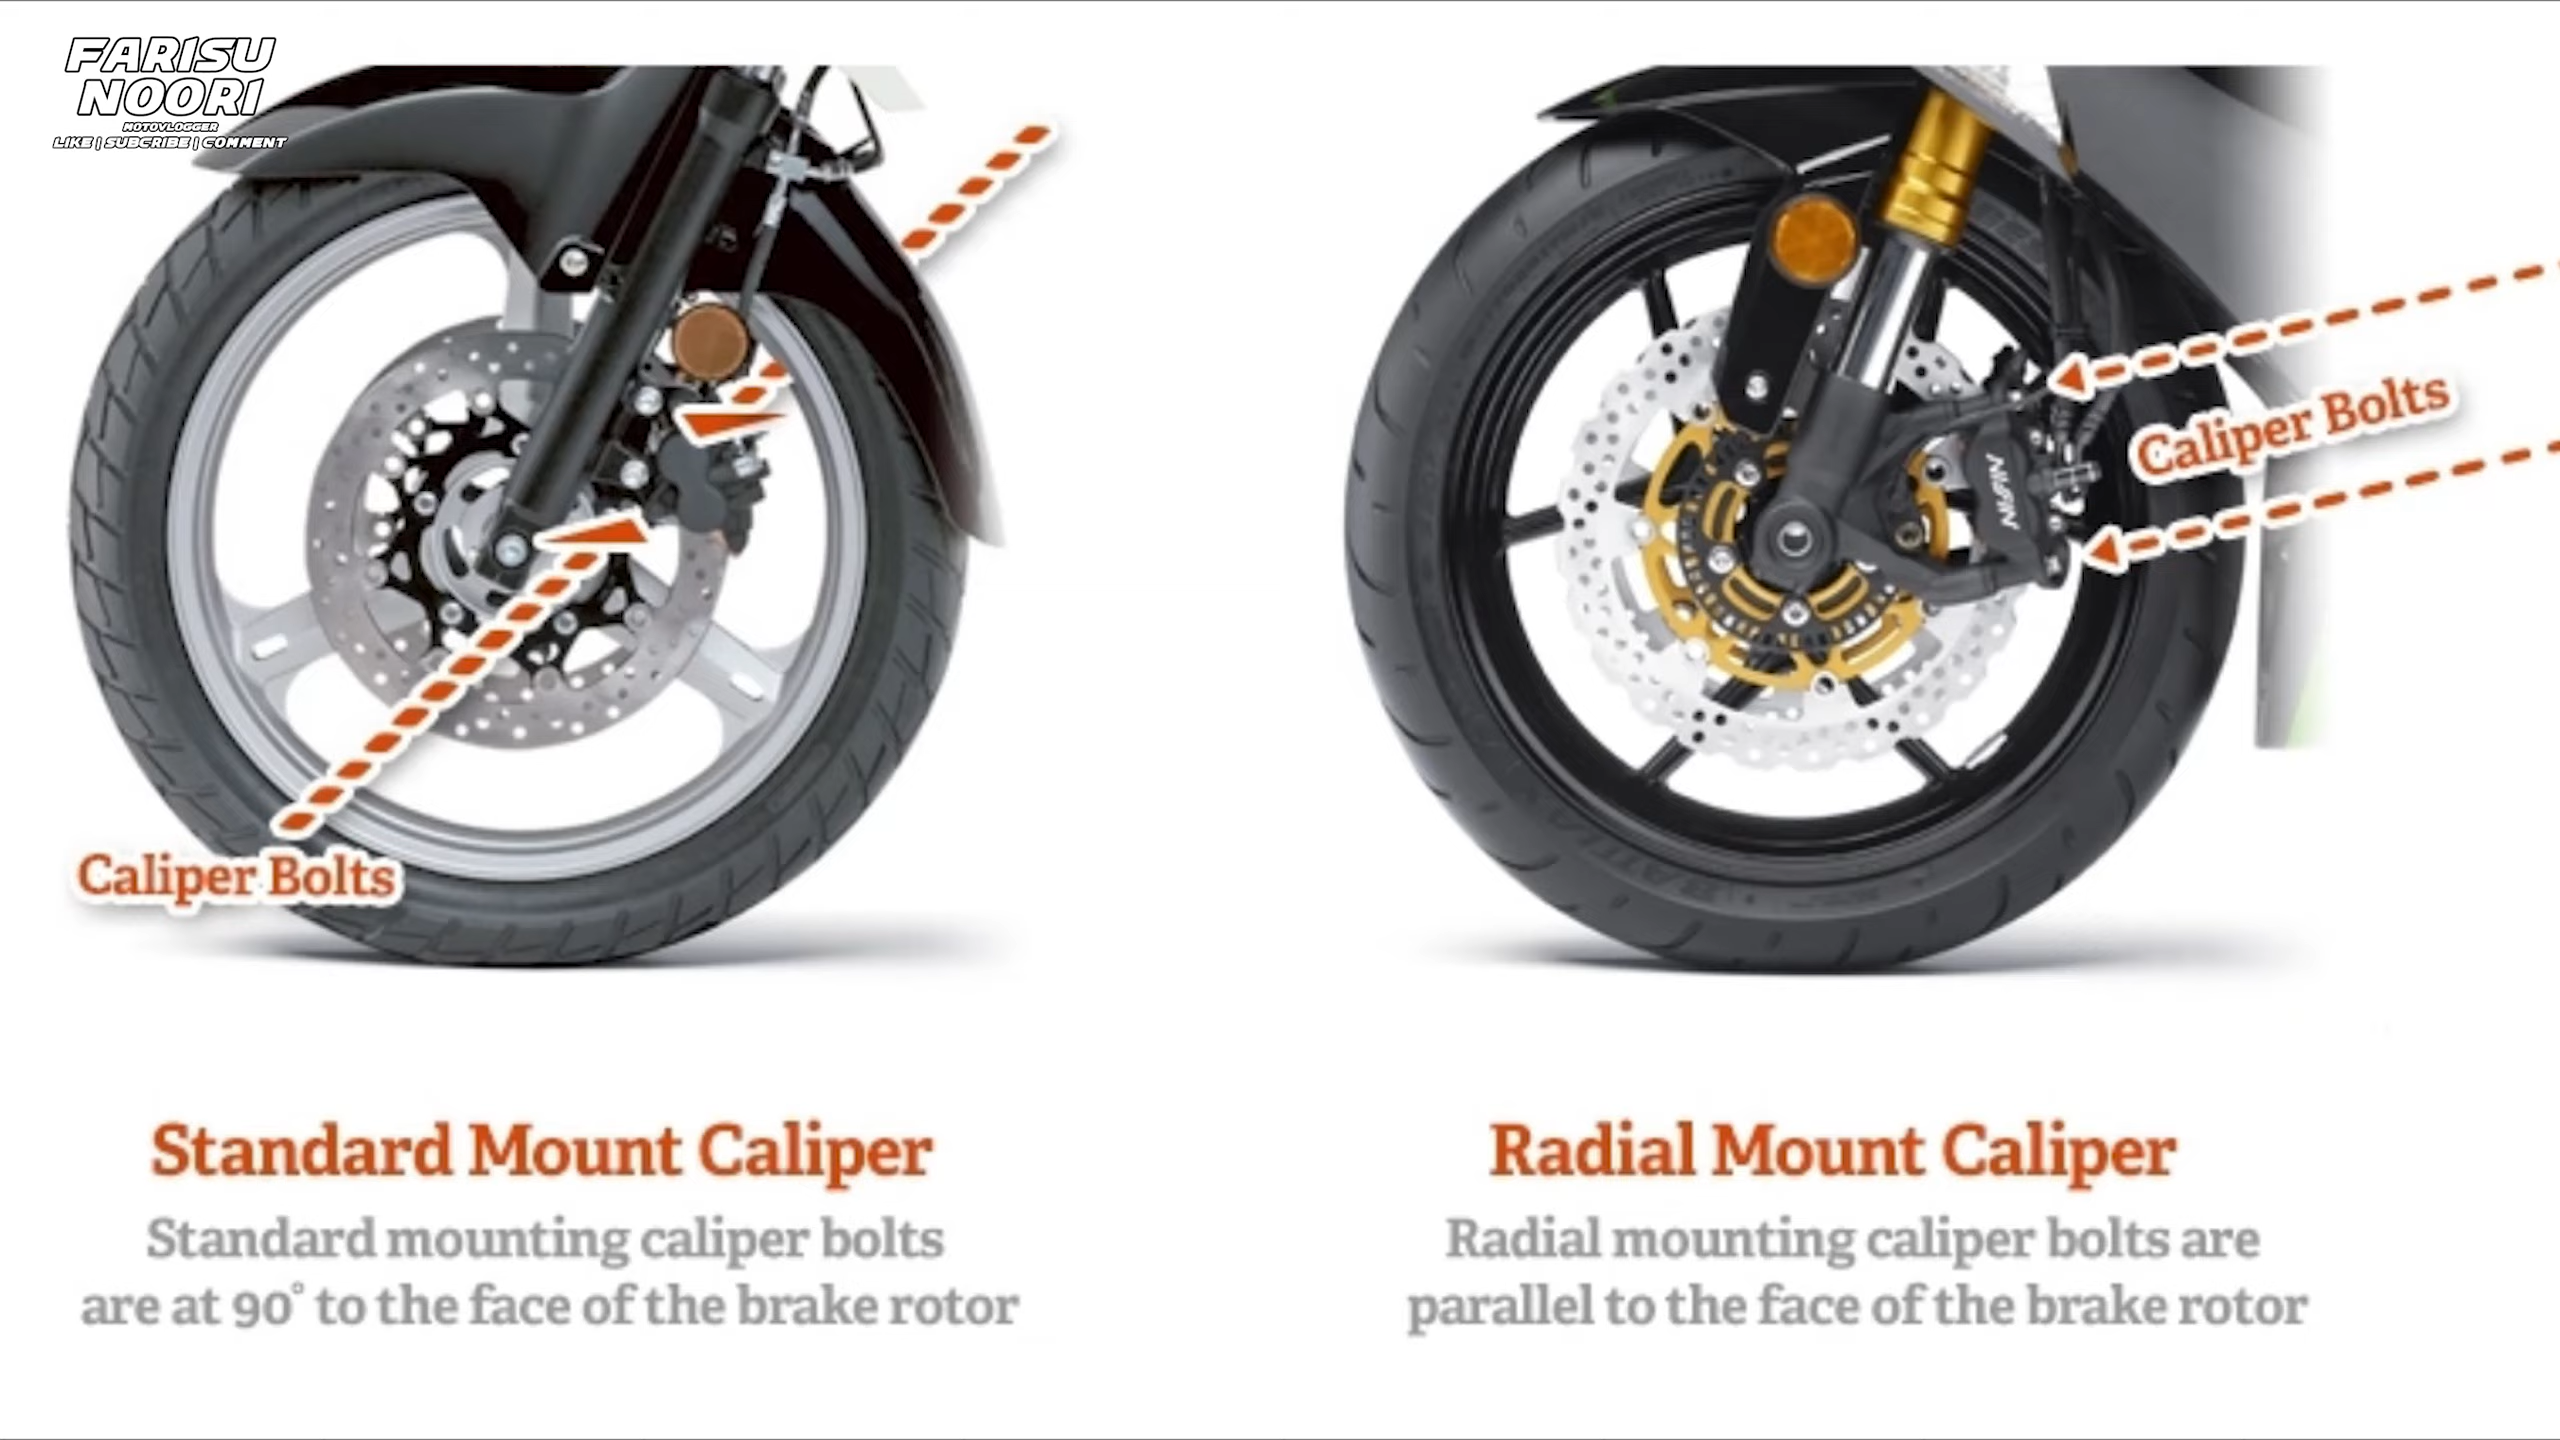 FARISU
NOORI
MOTOVLOGGER
LIKE | SUBCRIBE | COMMENT
Caliper Bolts
Caliper Bolts
NISSIN
Standard Mount Caliper
Standard mounting caliper bolts
are at 90° to the face of the brake rotor
Radial Mount Caliper
Radial mounting caliper bolts are
parallel to the face of the brake rotor